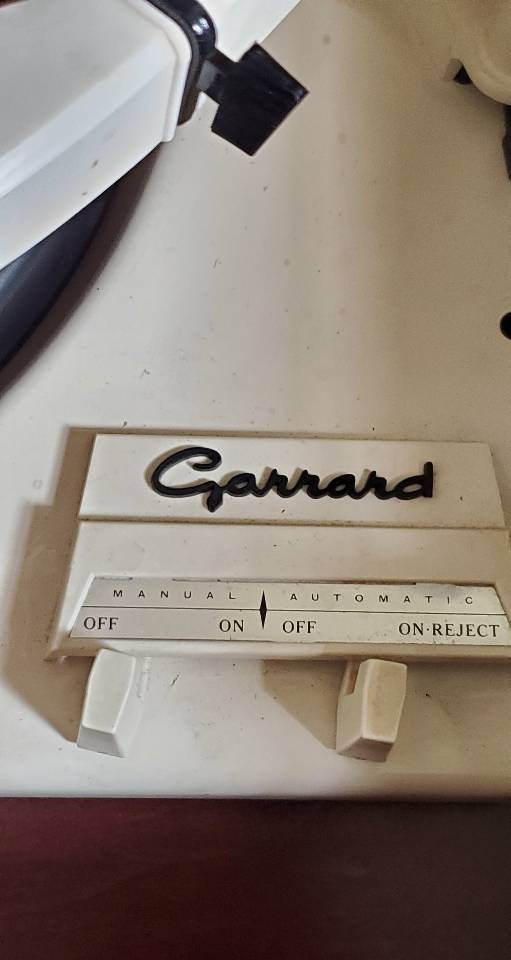 Garrard
MANUAL AUTOMATIC
OFF ON OFF ON·REJECT